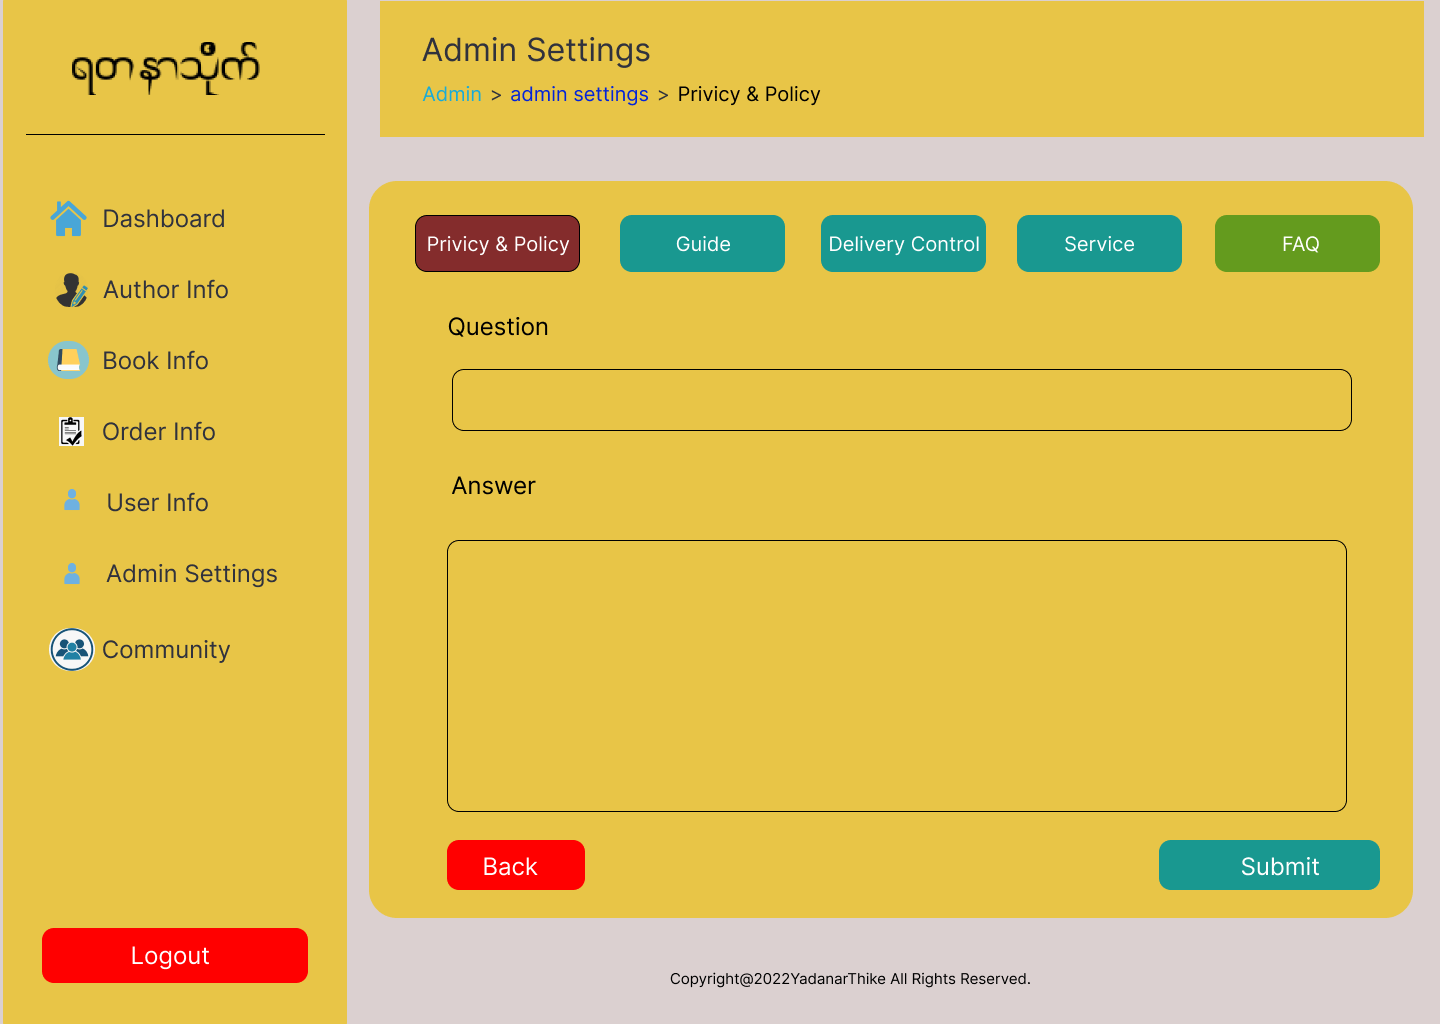 ရတနာသိုက်
Dashboard
Author Info
Book Info
Order Info
User Info
Admin Settings
Community
Logout
Admin Settings
Admin > admin settings > Privicy & Policy
Privicy & Policy
Guide
Delivery Control
Service
FAQ
Question
Answer
Back
Submit
Copyright@2022YadanarThike All Rights Reserved.